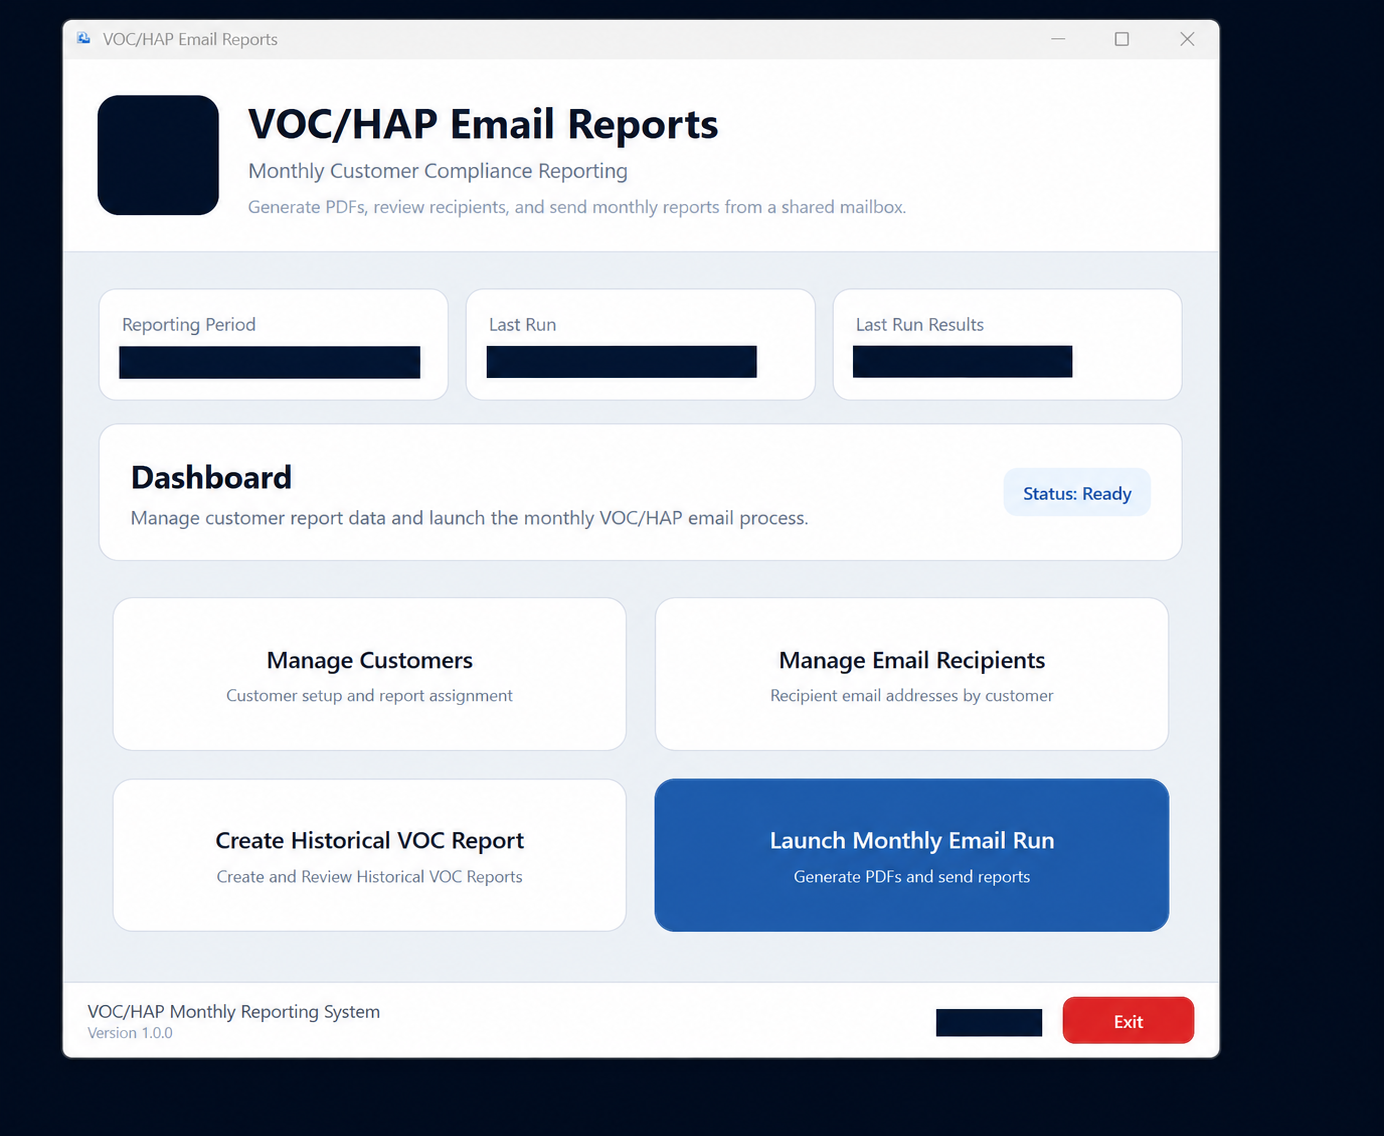 VOC/HAP Email Reports
VOC/HAP Email Reports
Monthly Customer Compliance Reporting
Generate PDFs, review recipients, and send monthly reports from a shared mailbox.
Reporting Period
Last Run
Last Run Results
Dashboard
Manage customer report data and launch the monthly VOC/HAP email process.
Status: Ready
Manage Customers
Customer setup and report assignment
Manage Email Recipients
Recipient email addresses by customer
Create Historical VOC Report
Create and Review Historical VOC Reports
Launch Monthly Email Run
Generate PDFs and send reports
VOC/HAP Monthly Reporting System
Version 1.0.0
Exit